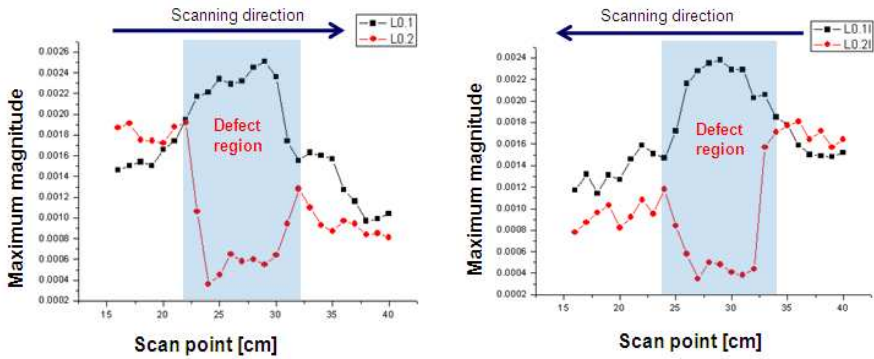 Scanning direction
L0.1
L0.2
0.0026
0.0024
0.0022
0.0020
0.0018
0.0016
0.0014
0.0012
0.0010
0.0008
0.0006
0.0004
0.0002
Maximum magnitude
Defect
region
15 20 25 30 35 40
Scan point [cm]
Scanning direction
L0.1I
L0.2I
0.0026
0.0024
0.0022
0.0020
0.0018
0.0016
0.0014
0.0012
0.0010
0.0008
0.0006
0.0004
0.0002
Maximum magnitude
Defect
region
15 20 25 30 35 40
Scan point [cm]